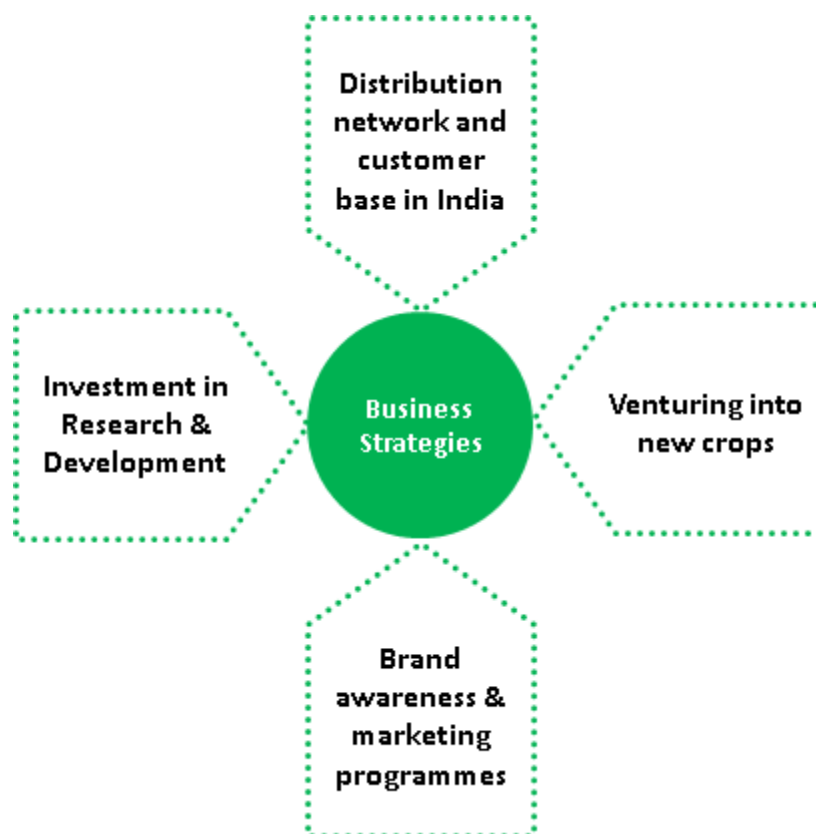 Distribution
network and
customer
base in India
Investment in
Research &
Development
Business
Strategies
Venturing into
new crops
Brand
awareness &
marketing
programmes